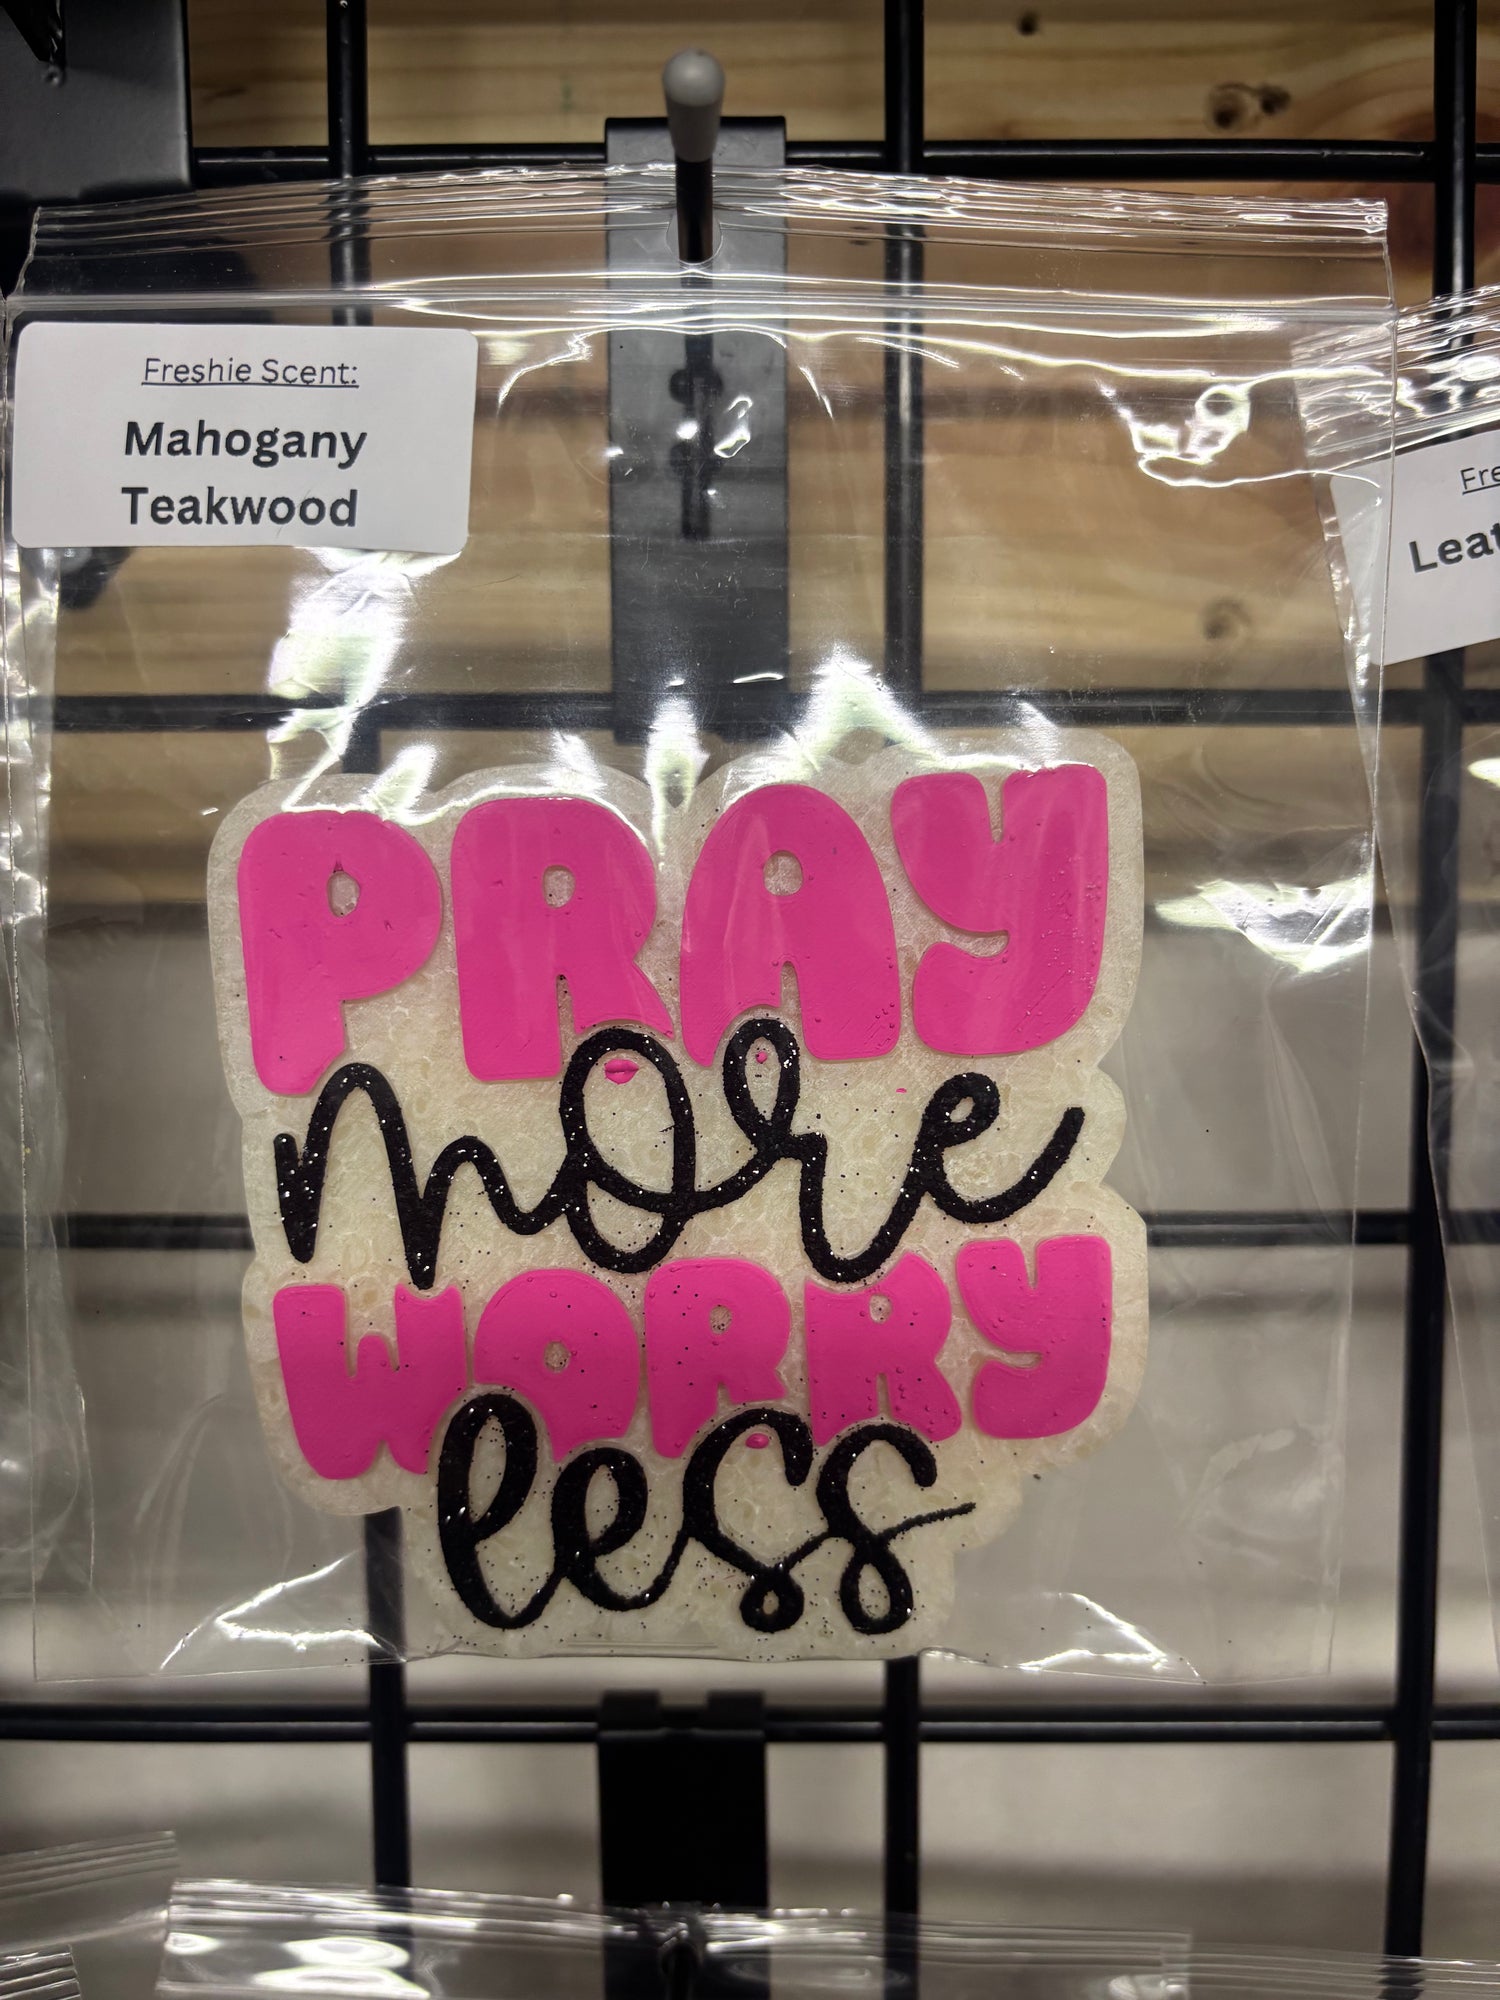 Freshie Scent:
Mahogany
Teakwood
PRAY
more
WORRY
less